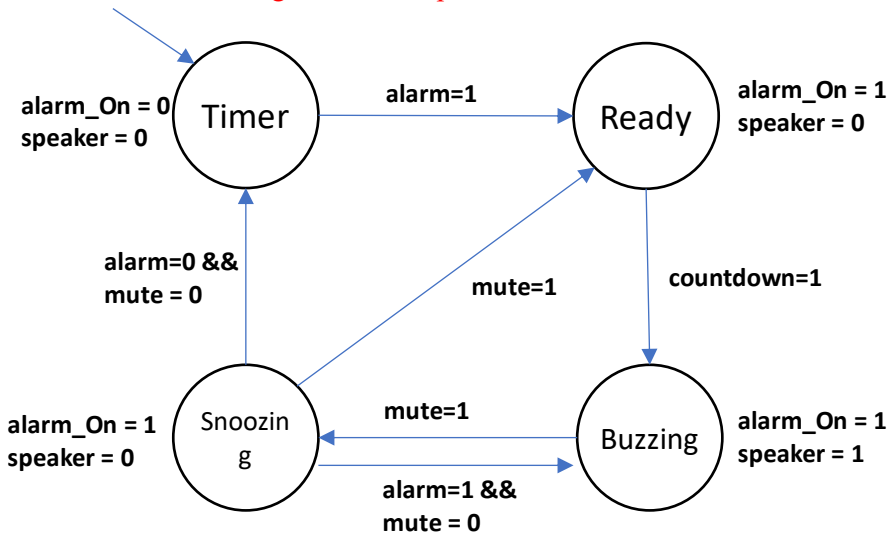 alarm_On = 0
speaker = 0
Timer
alarm=1
Ready
alarm_On = 1
speaker = 0
alarm=0 &&
mute = 0
mute=1
countdown=1
alarm_On = 1
speaker = 0
Snoozin
g
mute=1
Buzzing
alarm_On = 1
speaker = 1
alarm=1 &&
mute = 0